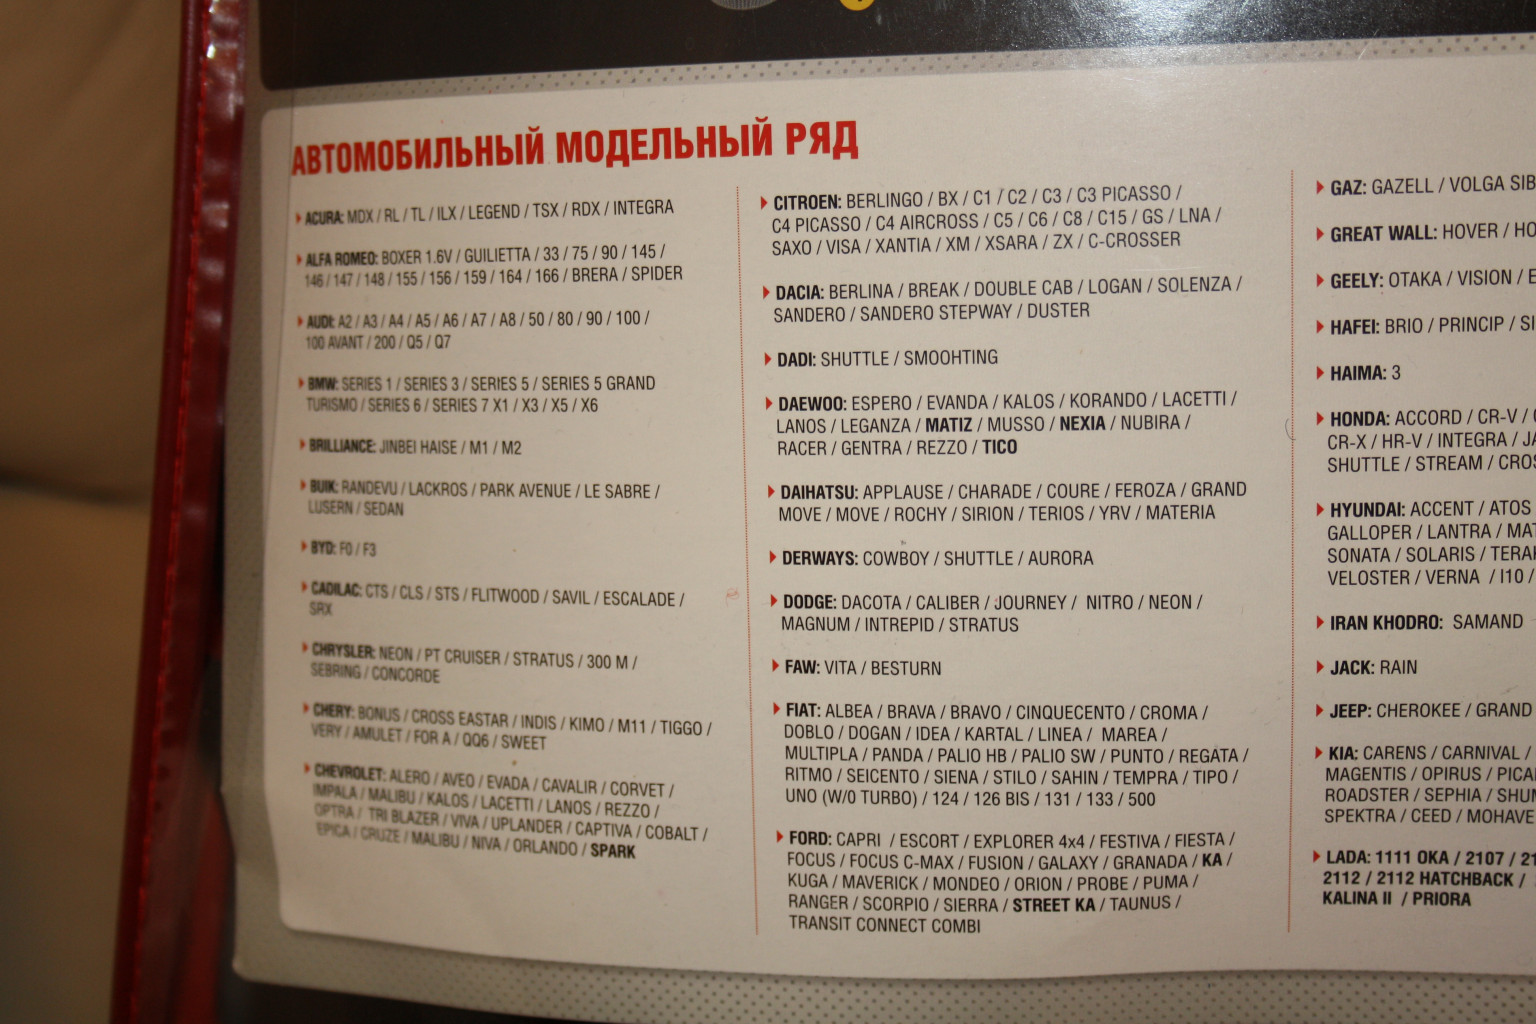 АВТОМОБИЛЬНЫЙ МОДЕЛЬНЫЙ РЯД
ACURA: MDX / RL / TL / ILX / LEGEND / TSX / RDX / INTEGRA
ALFA ROMEO: BOXER 1.6V / GUILIETTA / 33 / 75 / 90 / 145 /
146 / 147 / 148 / 155 / 156 / 159 / 164 / 166 / BRERA / SPIDER
AUDI: A2 / A3 / A4 / A5 / A6 / A7 / A8 / 50 / 80 / 90 / 100 /
100 AVANT / 200 / Q5 / Q7
BMW: SERIES 1 / SERIES 3 / SERIES 5 / SERIES 5 GRAND
TURISMO / SERIES 6 / SERIES 7 X1 / X3 / X5 / X6
BRILLIANCE: JINBEI HAISE / M1 / M2
BUIK: RANDEVU / LACKROS / PARK AVENUE / LE SABRE /
LUSERN / SEDAN
BYD: F0 / F3
CADILAC: CTS / CLS / STS / FLITWOOD / SAVIL / ESCALADE /
SRX
CHRYSLER: NEON / PT CRUISER / STRATUS / 300 M /
SEBRING / CONCORDE
CHERY: BONUS / CROSS EASTAR / INDIS / KIMO / M11 / TIGGO /
VERY / AMULET / FOR A / QQ6 / SWEET
CHEVROLET: ALERO / AVEO / EVADA / CAVALIR / CORVET /
IMPALA / MALIBU / KALOS / LACETTI / LANOS / REZZO /
OPTRA / TRI BLAZER / VIVA / UPLANDER / CAPTIVA / COBALT /
EPICA / CRUZE / MALIBU / NIVA / ORLANDO / SPARK
CITROEN: BERLINGO / BX / C1 / C2 / C3 / C3 PICASSO /
C4 PICASSO / C4 AIRCROSS / C5 / C6 / C8 / C15 / GS / LNA /
SAXO / VISA / XANTIA / XM / XSARA / ZX / C-CROSSER
DACIA: BERLINA / BREAK / DOUBLE CAB / LOGAN / SOLENZA /
SANDERO / SANDERO STEPWAY / DUSTER
DADI: SHUTTLE / SMOOHTING
DAEWOO: ESPERO / EVANDA / KALOS / KORANDO / LACETTI /
LANOS / LEGANZA / MATIZ / MUSSO / NEXIA / NUBIRA /
RACER / GENTRA / REZZO / TICO
DAIHATSU: APPLAUSE / CHARADE / COURE / FEROZA / GRAND
MOVE / MOVE / ROCHY / SIRION / TERIOS / YRV / MATERIA
DERWAYS: COWBOY / SHUTTLE / AURORA
DODGE: DACOTA / CALIBER / JOURNEY / NITRO / NEON /
MAGNUM / INTREPID / STRATUS
FAW: VITA / BESTURN
FIAT: ALBEA / BRAVA / BRAVO / CINQUECENTO / CROMA /
DOBLO / DOGAN / IDEA / KARTAL / LINEA / MAREA /
MULTIPLA / PANDA / PALIO HB / PALIO SW / PUNTO / REGATA /
RITMO / SEICENTO / SIENA / STILO / SAHIN / TEMPRA / TIPO /
UNO (W/0 TURBO) / 124 / 126 BIS / 131 / 133 / 500
FORD: CAPRI / ESCORT / EXPLORER 4x4 / FESTIVA / FIESTA /
FOCUS / FOCUS C-MAX / FUSION / GALAXY / GRANADA / KA /
KUGA / MAVERICK / MONDEO / ORION / PROBE / PUMA /
RANGER / SCORPIO / SIERRA / STREET KA / TAUNUS /
TRANSIT CONNECT COMBI
GAZ: GAZELL / VOLGA SIB
GREAT WALL: HOVER / HO
GEELY: OTAKA / VISION / E
HAFEI: BRIO / PRINCIP / SI
HAIMA: 3
HONDA: ACCORD / CR-V /
CR-X / HR-V / INTEGRA / JA
SHUTTLE / STREAM / CROS
HYUNDAI: ACCENT / ATOS
GALLOPER / LANTRA / MAT
SONATA / SOLARIS / TERA
VELOSTER / VERNA / I10 /
IRAN KHODRO: SAMAND
JACK: RAIN
JEEP: CHEROKEE / GRAND
KIA: CARENS / CARNIVAL /
MAGENTIS / OPIRUS / PICA
ROADSTER / SEPHIA / SHU
SPEKTRA / CEED / MOHAVE
LADA: 1111 OKA / 2107 / 21
2112 / 2112 HATCHBACK /
KALINA II / PRIORA